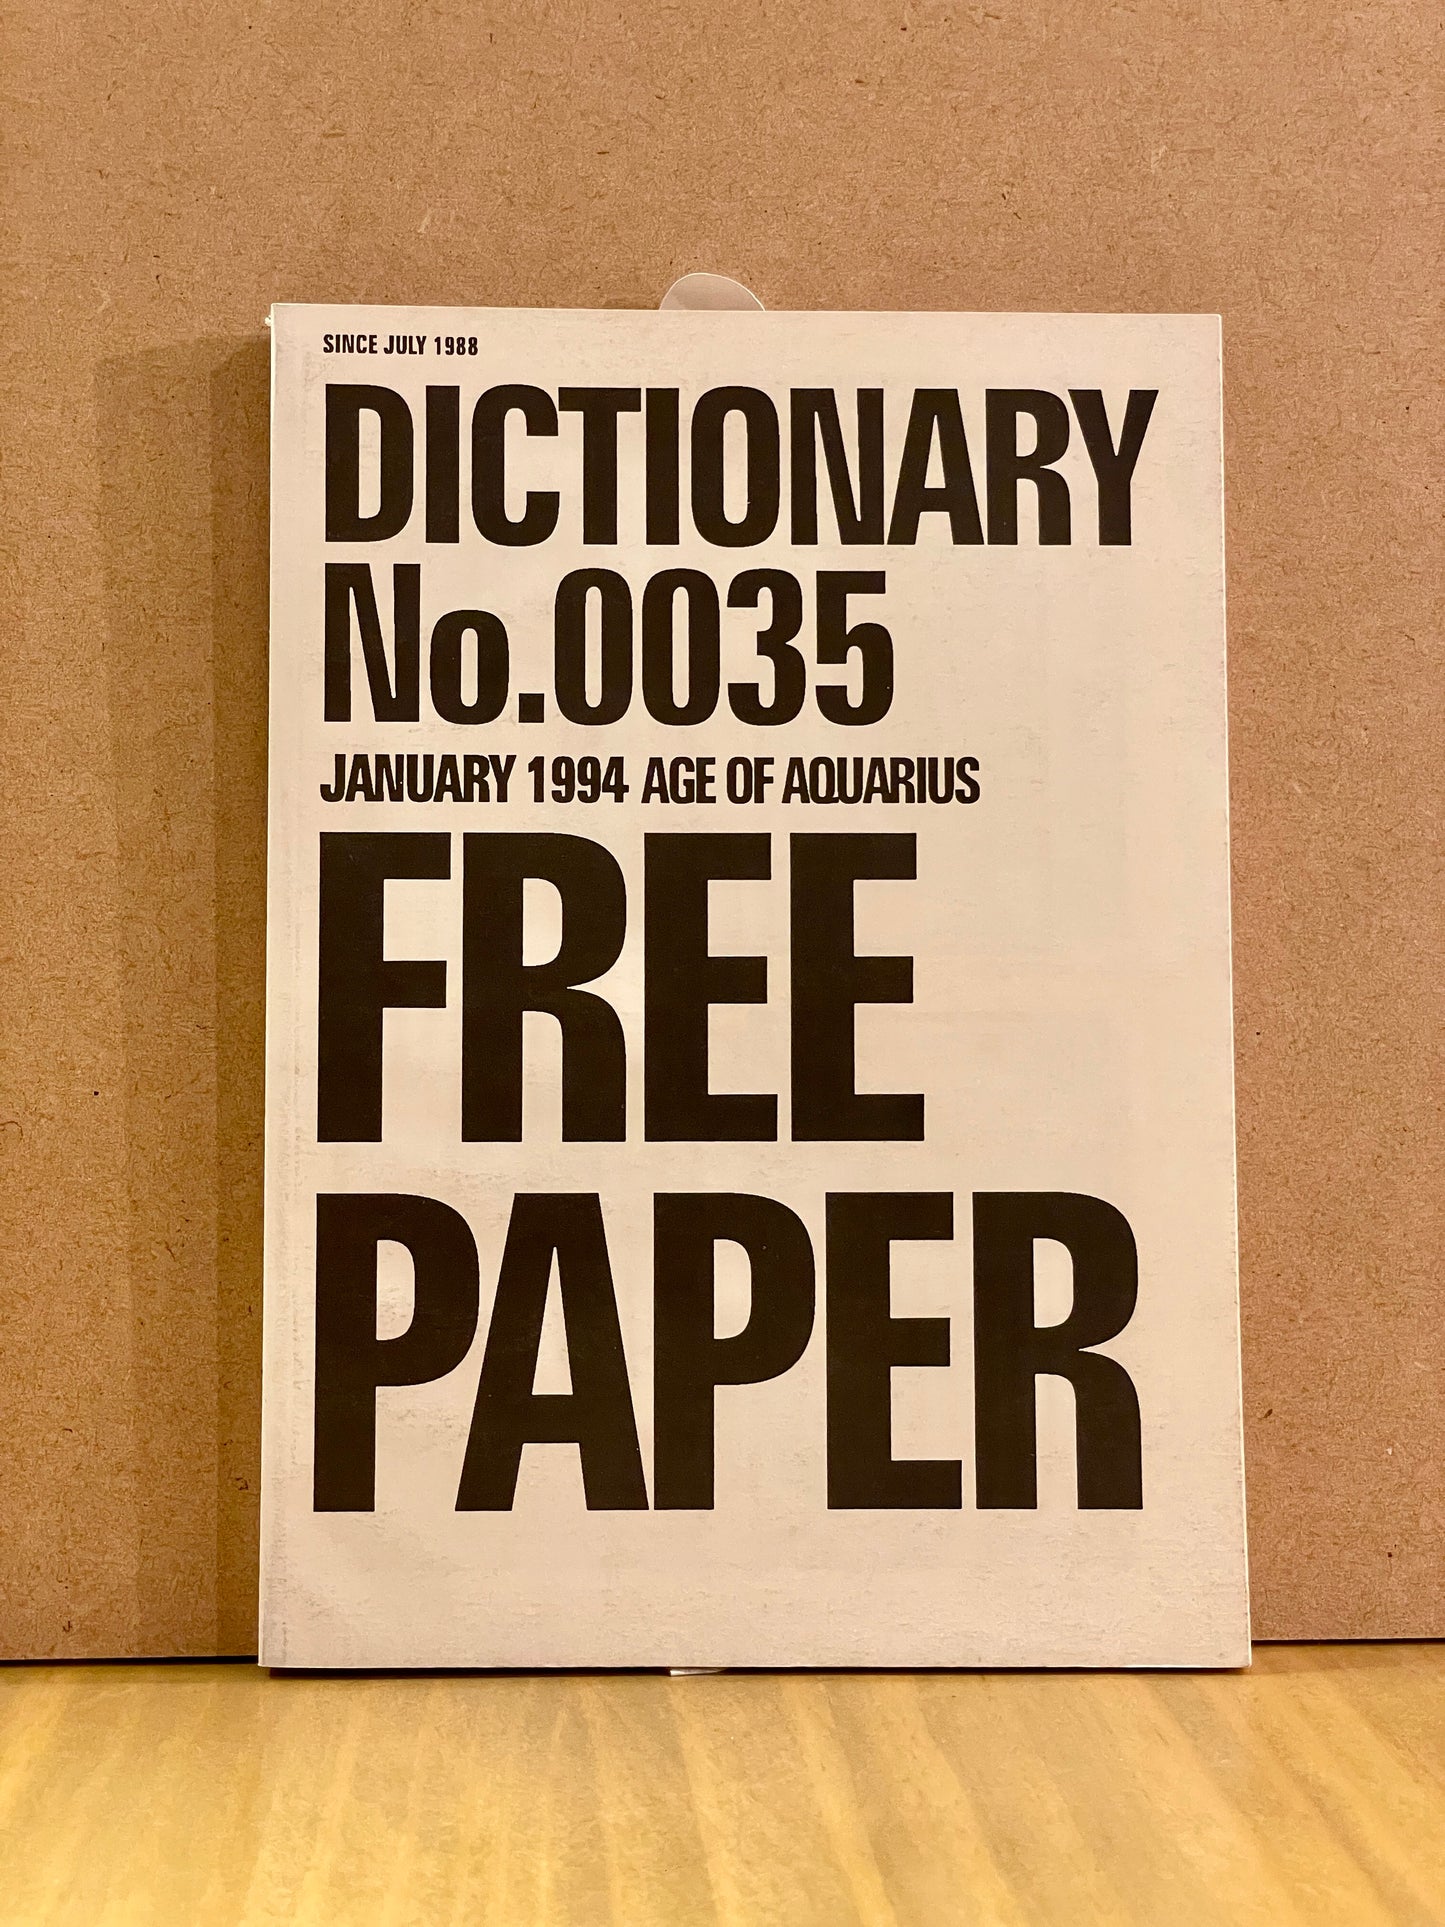 SINCE JULY 1988
DICTIONARY
No.0035
JANUARY 1994 AGE OF AQUARIUS
FREE
PAPER